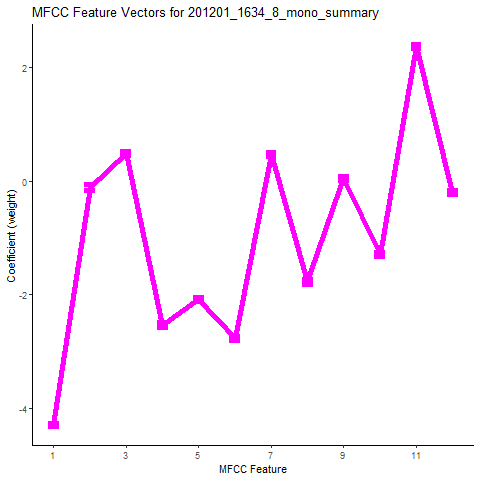 MFCC Feature Vectors for 201201_1634_8_mono_summary
Coefficient (weight)
2
0
-2
-4
1 3 5 7 9 11
MFCC Feature